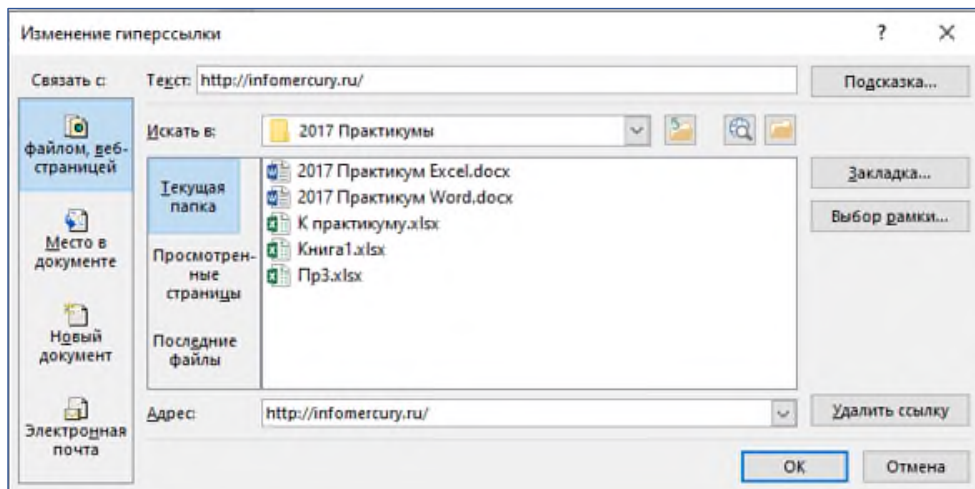 Изменение гиперссылки ? ×
Связать с:
Текст: http://infomercury.ru/
Подсказка...
файлом, веб-
страницей
Искать в: 2017 Практикумы
Текущая
папка
2017 Практикум Excel.docx
2017 Практикум Word.docx
К практикуму.xlsx
Книга1.xlsx
Пр3.xlsx
Закладка...
Выбор рамки...
Место в
документе
Просмотрен-
ные
страницы
Новый
документ
Последние
файлы
Адрес: http://infomercury.ru/
Удалить ссылку
Электронная
почта
ОК
Отмена